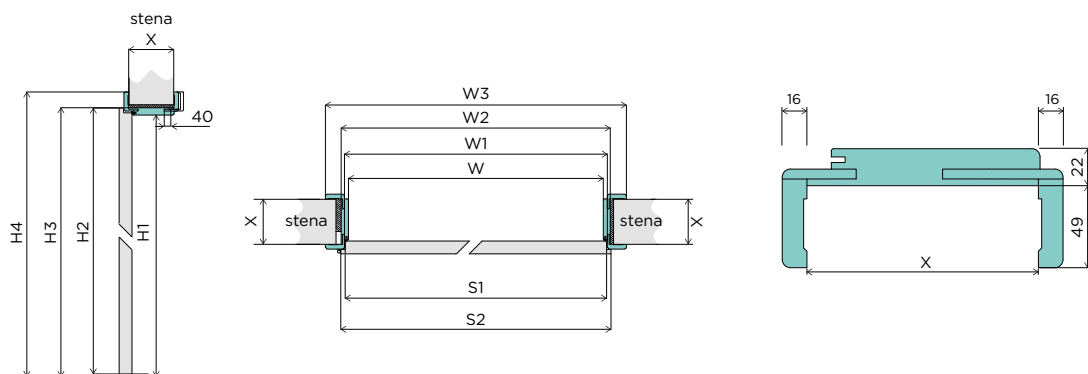 stena
X
40
H4
H3
H2
H1
W3
W2
W1
W
X
stena
stena
X
S1
S2
16
16
22
49
X